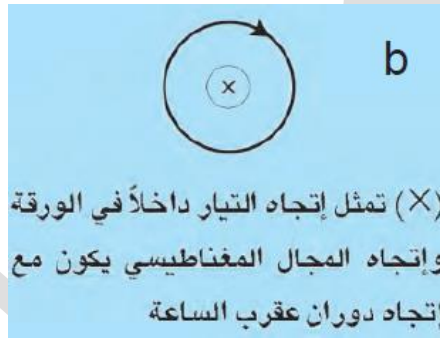 b
×
(×) تمثل إتجاه التيار داخلاً في الورقة
وإتجاه المجال المغناطيسي يكون مع
إتجاه دوران عقرب الساعة